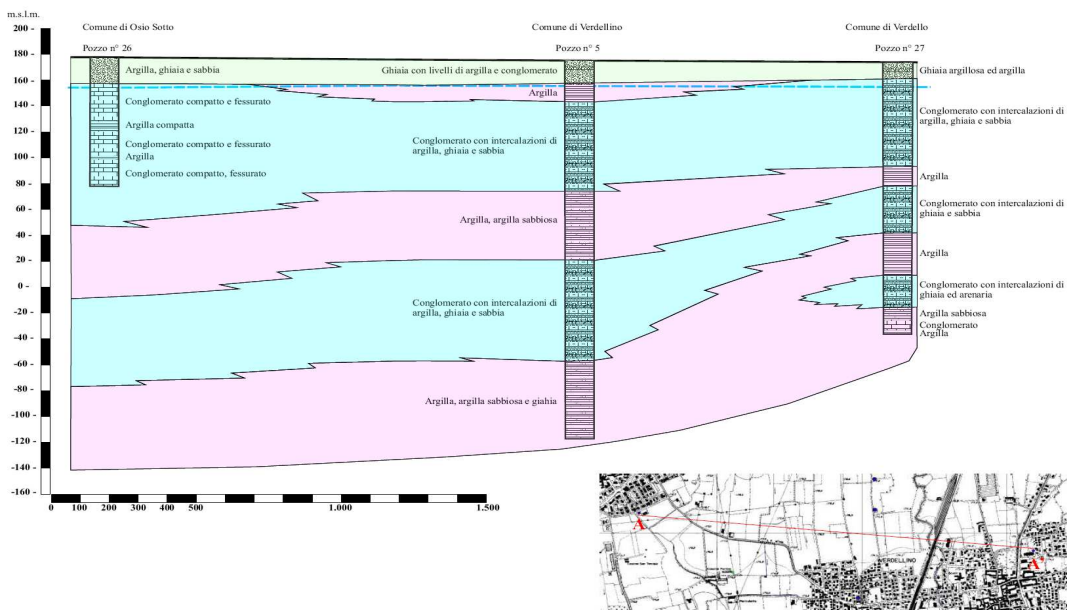 m.s.l.m.
Comune di Osio Sotto
Comune di Verdellino
Comune di Verdello
Pozzo n° 26
Pozzo n° 5
Pozzo n° 27
200 -
180 -
160 -
140 -
120 -
100 -
80 -
60 -
40 -
20 -
0 -
-20 -
-40 -
-60 -
-80 -
-100 -
-120 -
-140 -
-160 -
Argilla, ghiaia e sabbia
Conglomerato compatto e fessurato
Argilla compatta
Conglomerato compatto e fessurato
Argilla
Conglomerato compatto, fessurato
Ghiaia con livelli di argilla e conglomerato
Argilla
Conglomerato con intercalazioni di
argilla, ghiaia e sabbia
Argilla, argilla sabbiosa
Conglomerato con intercalazioni di
argilla, ghiaia e sabbia
Argilla, argilla sabbiosa e giahia
Ghiaia argillosa ed argilla
Conglomerato con intercalazioni di
argilla, ghiaia e sabbia
Argilla
Conglomerato con intercalazioni di
ghiaia e sabbia
Argilla
Conglomerato con intercalazioni di
ghiaia ed arenaria
Argilla sabbiosa
Conglomerato
Argilla
0 100 200 300 400 500 1.000 1.500
A
VERDELLINO
A'